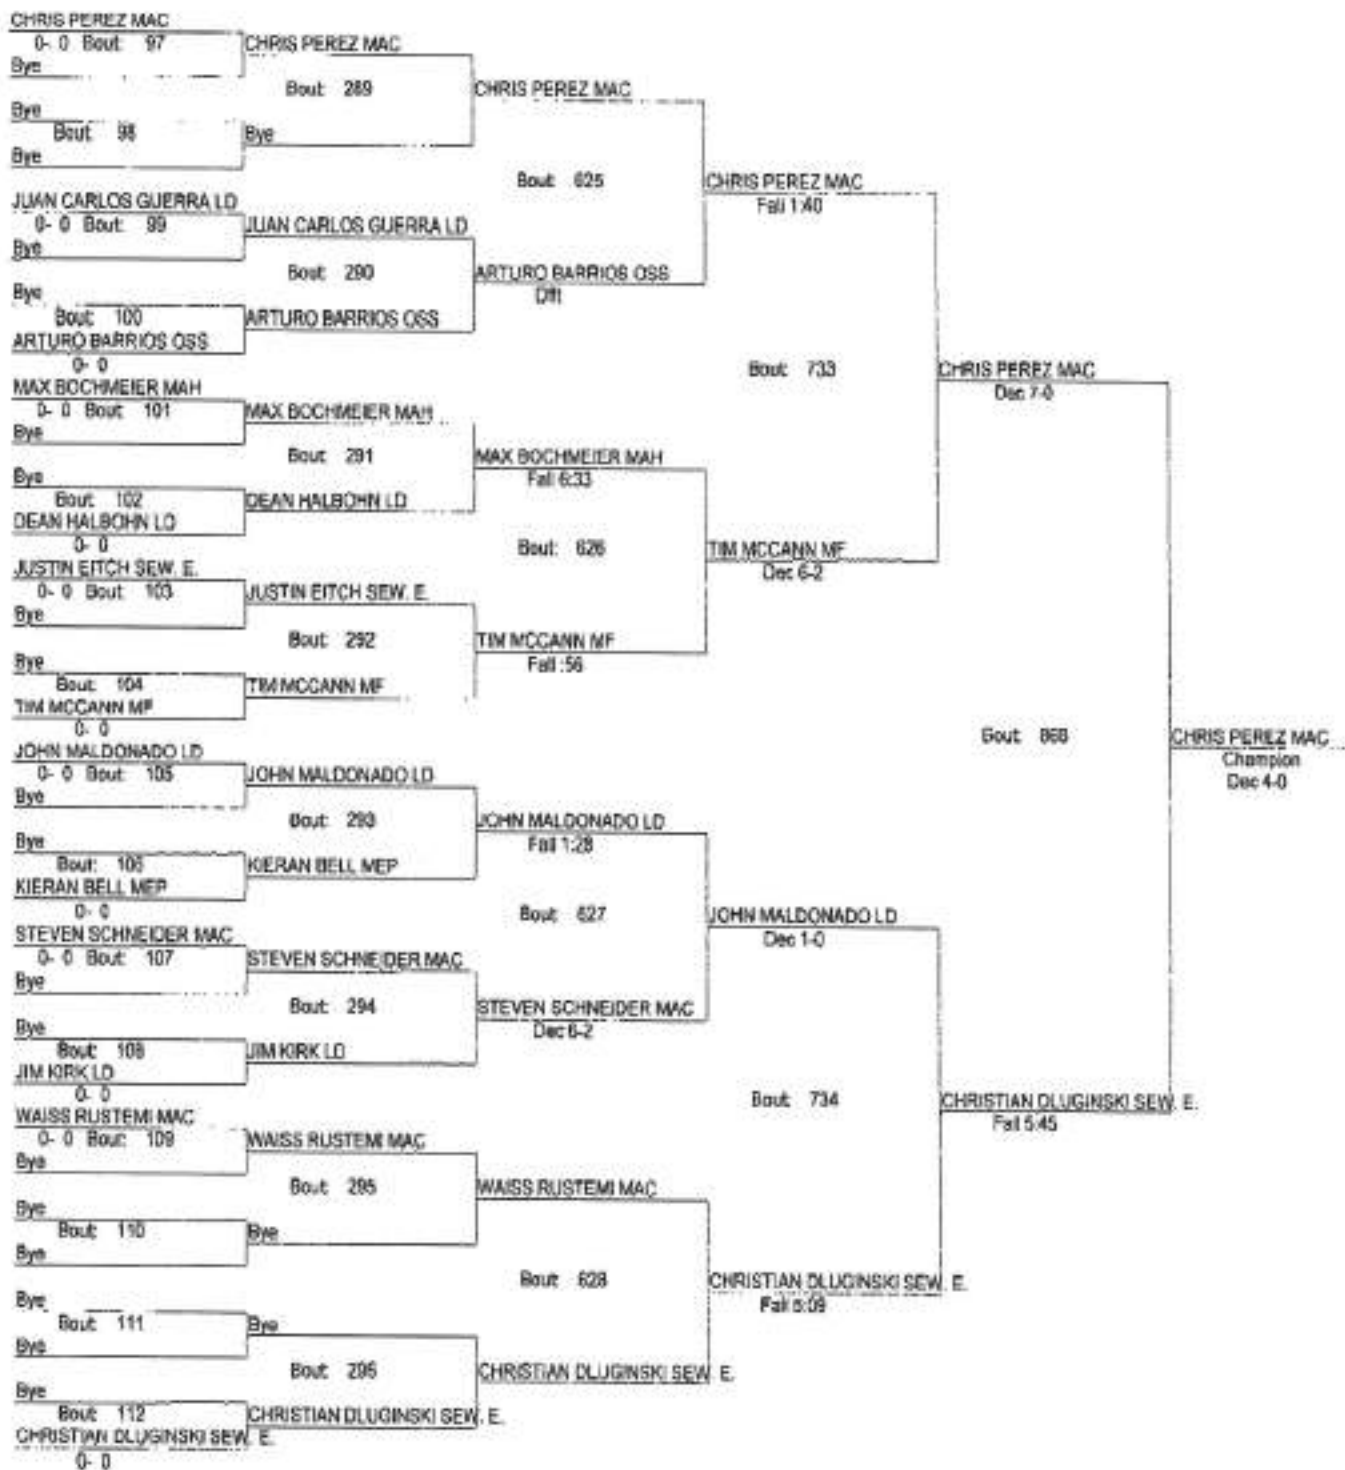 CHRIS PEREZ MAC
0- 0 Bout: 97
Bye
Bye
Bout: 98
Bye
JUAN CARLOS GUERRA LD
0- 0 Bout: 99
Bye
Bye
Bout: 100
ARTURO BARRIOS OSS
0- 0
MAX BOCHMEIER MAH
0- 0 Bout: 101
Bye
Bye
Bout: 102
DEAN HALBOHN LD
0- 0
JUSTIN EITCH SEW. E.
0- 0 Bout: 103
Bye
Bye
Bout: 104
TIM MCCANN MF
0- 0
JOHN MALDONADO LD
0- 0 Bout: 105
Bye
Bye
Bout: 106
KIERAN BELL MEP
0- 0
STEVEN SCHNEIDER MAC
0- 0 Bout: 107
Bye
Bye
Bout: 108
JIM KIRK LD
0- 0
WAISS RUSTEMI MAC
0- 0 Bout: 109
Bye
Bye
Bout: 110
Bye
Bye
Bout: 111
Bye
Bye
Bout: 112
CHRISTIAN DLUGINSKI SEW. E.
0- 0
CHRIS PEREZ MAC
Bout: 289
Bye
JUAN CARLOS GUERRA LD
Bout: 290
ARTURO BARRIOS OSS
MAX BOCHMEIER MAH
Bout: 291
DEAN HALBOHN LD
JUSTIN EITCH SEW. E.
Bout: 292
TIM MCCANN MF
JOHN MALDONADO LD
Bout: 293
KIERAN BELL MEP
STEVEN SCHNEIDER MAC
Bout: 294
JIM KIRK LD
WAISS RUSTEMI MAC
Bout: 295
Bye
Bye
Bout: 296
CHRISTIAN DLUGINSKI SEW. E.
CHRIS PEREZ MAC
Bout: 625
ARTURO BARRIOS OSS
Dflt
MAX BOCHMEIER MAH
Fall 6:33
Bout: 626
TIM MCCANN MF
Fall :56
JOHN MALDONADO LD
Fall 1:28
Bout: 627
STEVEN SCHNEIDER MAC
Dec 6-2
WAISS RUSTEMI MAC
Bout: 628
CHRISTIAN DLUGINSKI SEW. E.
CHRIS PEREZ MAC
Fall 1:40
Bout: 733
TIM MCCANN MF
Dec 6-2
JOHN MALDONADO LD
Dec 1-0
Bout: 734
CHRISTIAN DLUGINSKI SEW. E.
Fall 5:09
CHRIS PEREZ MAC
Dec 7-0
Bout: 868
CHRISTIAN DLUGINSKI SEW. E.
Fall 5:45
CHRIS PEREZ MAC
Champion
Dec 4-0